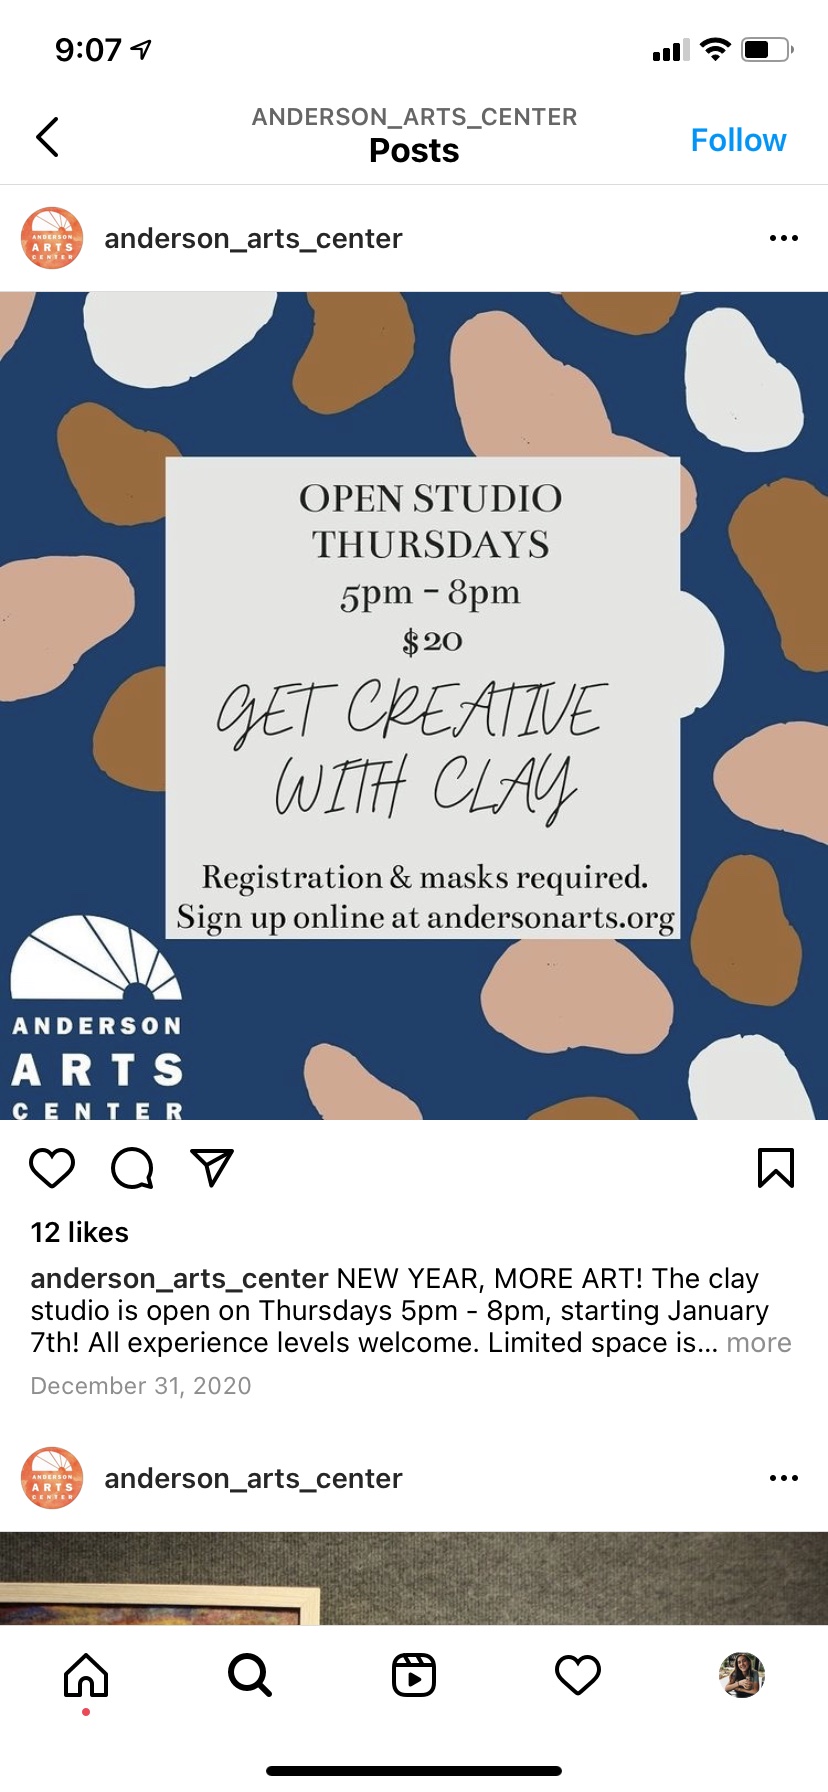 9:07
ANDERSON_ARTS_CENTER
Posts
Follow
ANDERSON
ARTS
CENTER
anderson_arts_center
OPEN STUDIO
THURSDAYS
5pm - 8pm
$20
GET CREATIVE
WITH CLAY
Registration & masks required.
Sign up online at andersonarts.org
ANDERSON
ARTS
CENTER
12 likes
anderson_arts_center NEW YEAR, MORE ART! The clay
studio is open on Thursdays 5pm - 8pm, starting January
7th! All experience levels welcome. Limited space is... more
December 31, 2020
ANDERSON
ARTS
CENTER
anderson_arts_center